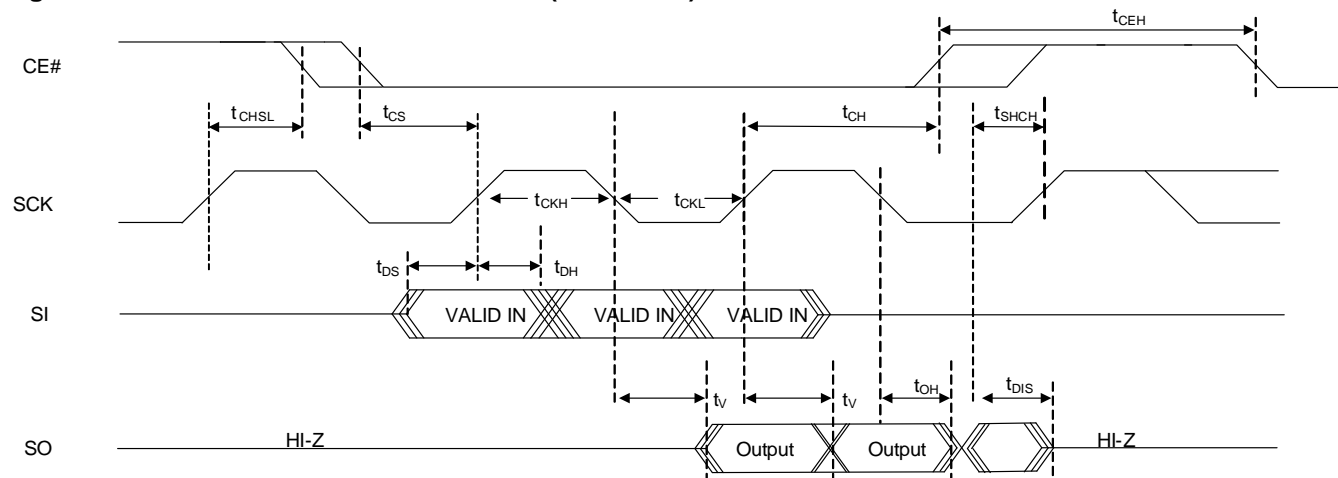 tCEH
CE#
tCHSL
tCS
tCH
tSHCH
SCK
tCKH
tCKL
tDS
tDH
SI
VALID IN
VALID IN
VALID IN
tV
tV
tOH
tDIS
SO
HI-Z
Output
Output
HI-Z